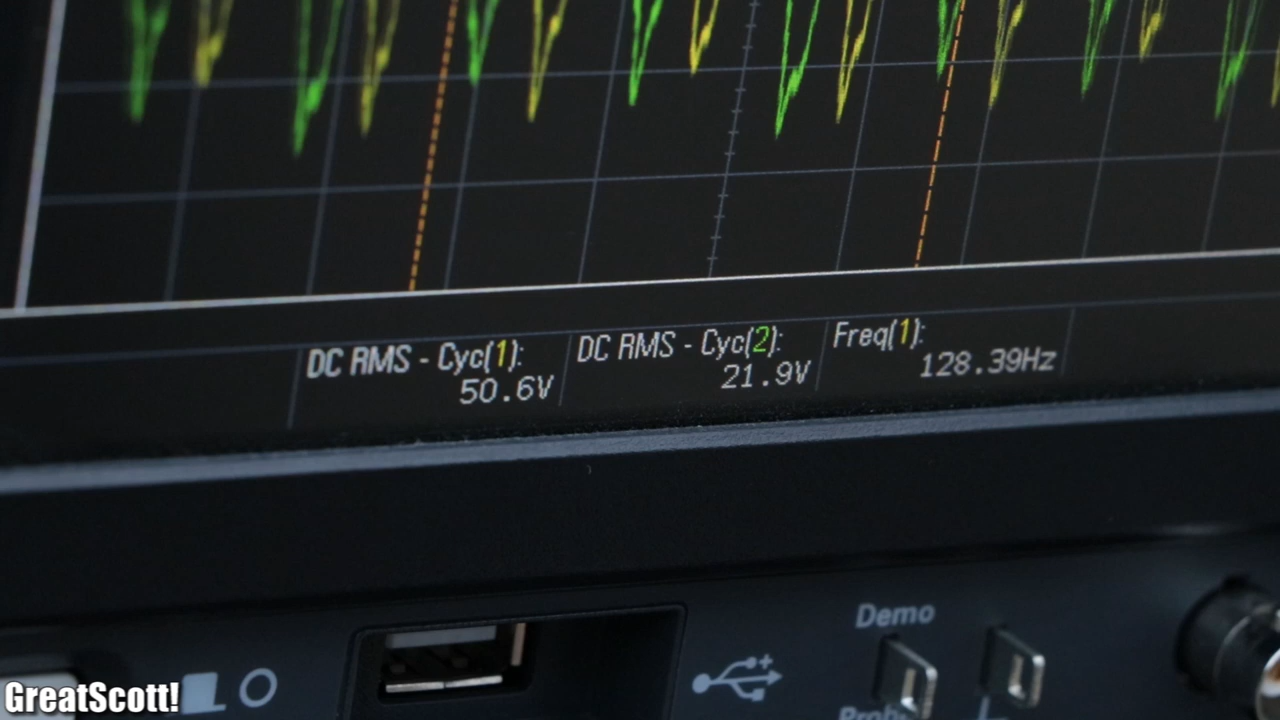 DC RMS - Cyc(1):
50.6V
DC RMS - Cyc(2):
21.9V
Freq(1):
128.39Hz
Demo
GreatScott!